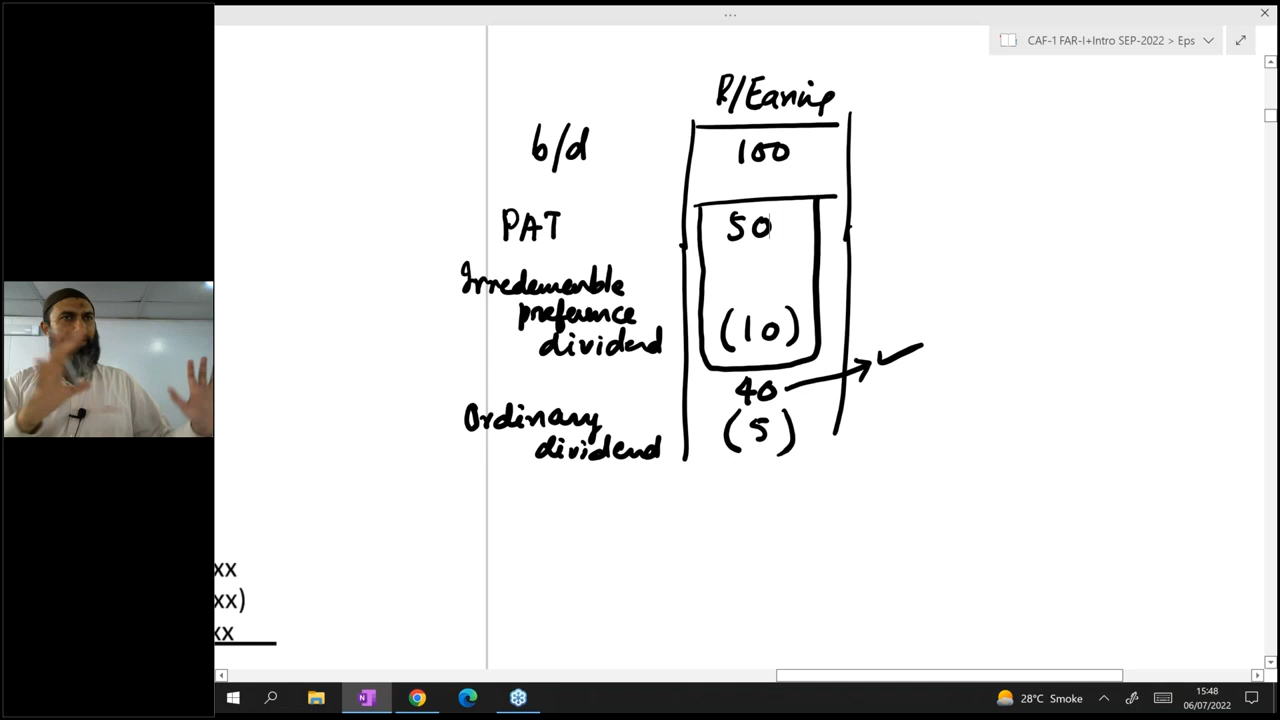 CAF-1 FAR-I+Intro SEP-2022 > Eps
R/Earning
b/d 100
PAT 50
Irredeemable
preference
dividend (10)
40
Ordinary
dividend (5)
xx
xx)
xx
28°C Smoke
15:48
06/07/2022